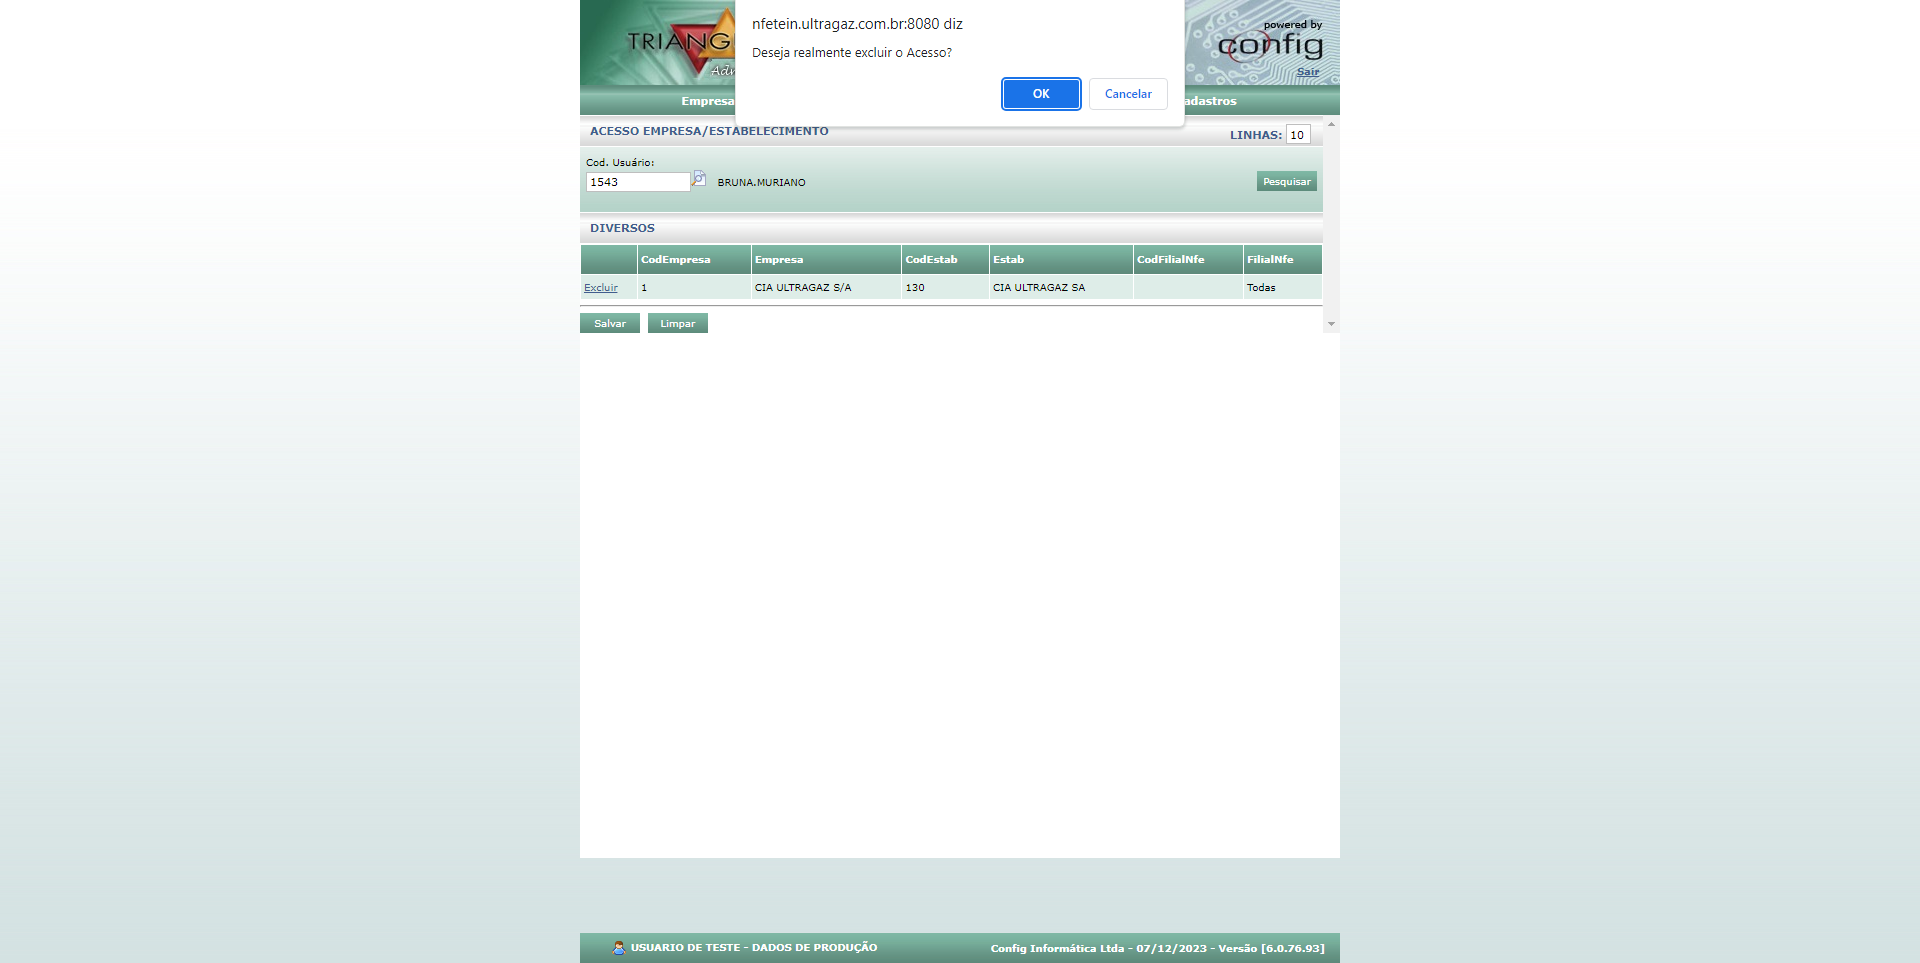 nfetein.ultragaz.com.br:8080 diz
Deseja realmente excluir o Acesso?
OK Cancelar
TRIANG
Adm
powered by
config
Sair
Empresa adastros
ACESSO EMPRESA/ESTABELECIMENTO LINHAS: 10
Cod. Usuário:
1543 BRUNA.MURIANO Pesquisar
DIVERSOS
CodEmpresa Empresa CodEstab Estab CodFilialNfe FilialNfe
Excluir 1 CIA ULTRAGAZ S/A 130 CIA ULTRAGAZ SA Todas
Salvar Limpar
USUARIO DE TESTE - DADOS DE PRODUÇÃO Config Informática Ltda - 07/12/2023 - Versão [6.0.76.93]